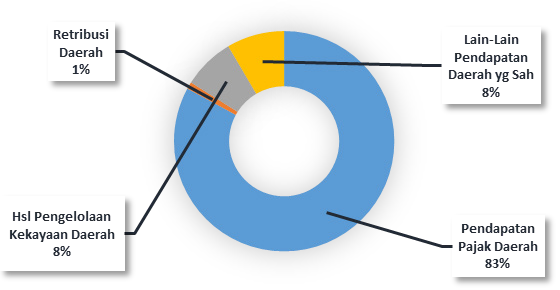 Retribusi
Daerah
1%
Lain-Lain
Pendapatan
Daerah yg Sah
8%
Hsl Pengelolaan
Kekayaan Daerah
8%
Pendapatan
Pajak Daerah
83%